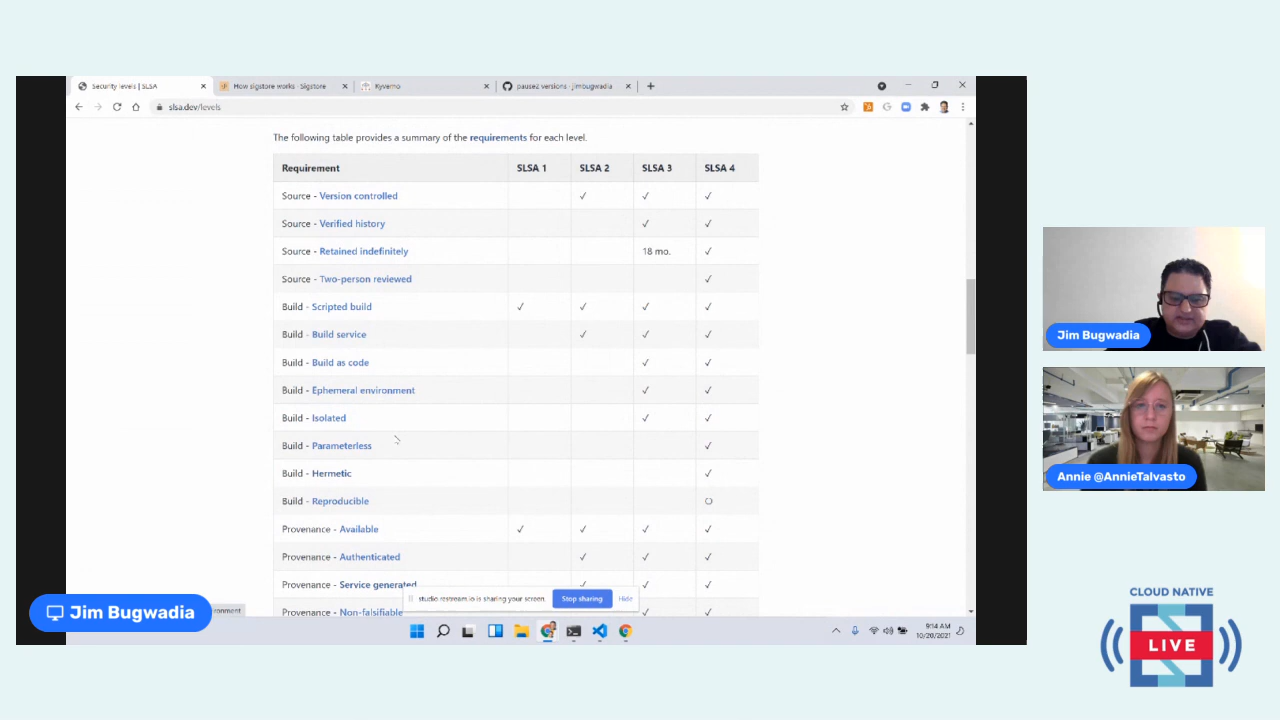 Security levels | SLSA
How sigstore works - Sigstore
Kyverno
pause2 versions · jimbugwadia
slsa.dev/levels
The following table provides a summary of the requirements for each level.
Requirement SLSA 1 SLSA 2 SLSA 3 SLSA 4
Source - Version controlled ✓ ✓ ✓
Source - Verified history ✓ ✓
Source - Retained indefinitely 18 mo. ✓
Source - Two-person reviewed ✓
Build - Scripted build ✓ ✓ ✓ ✓
Build - Build service ✓ ✓ ✓
Build - Build as code ✓ ✓
Build - Ephemeral environment ✓ ✓
Build - Isolated ✓ ✓
Build - Parameterless ✓
Build - Hermetic ✓
Build - Reproducible ○
Provenance - Available ✓ ✓ ✓ ✓
Provenance - Authenticated ✓ ✓ ✓
Provenance - Service generated ✓ ✓ ✓
Provenance - Non-falsifiable ✓ ✓
studio.restream.io is sharing your screen.
Stop sharing
Hide
Jim Bugwadia
ronment
9:14 AM
10/20/2021
Jim Bugwadia
Annie @AnnieTalvasto
CLOUD NATIVE
LIVE